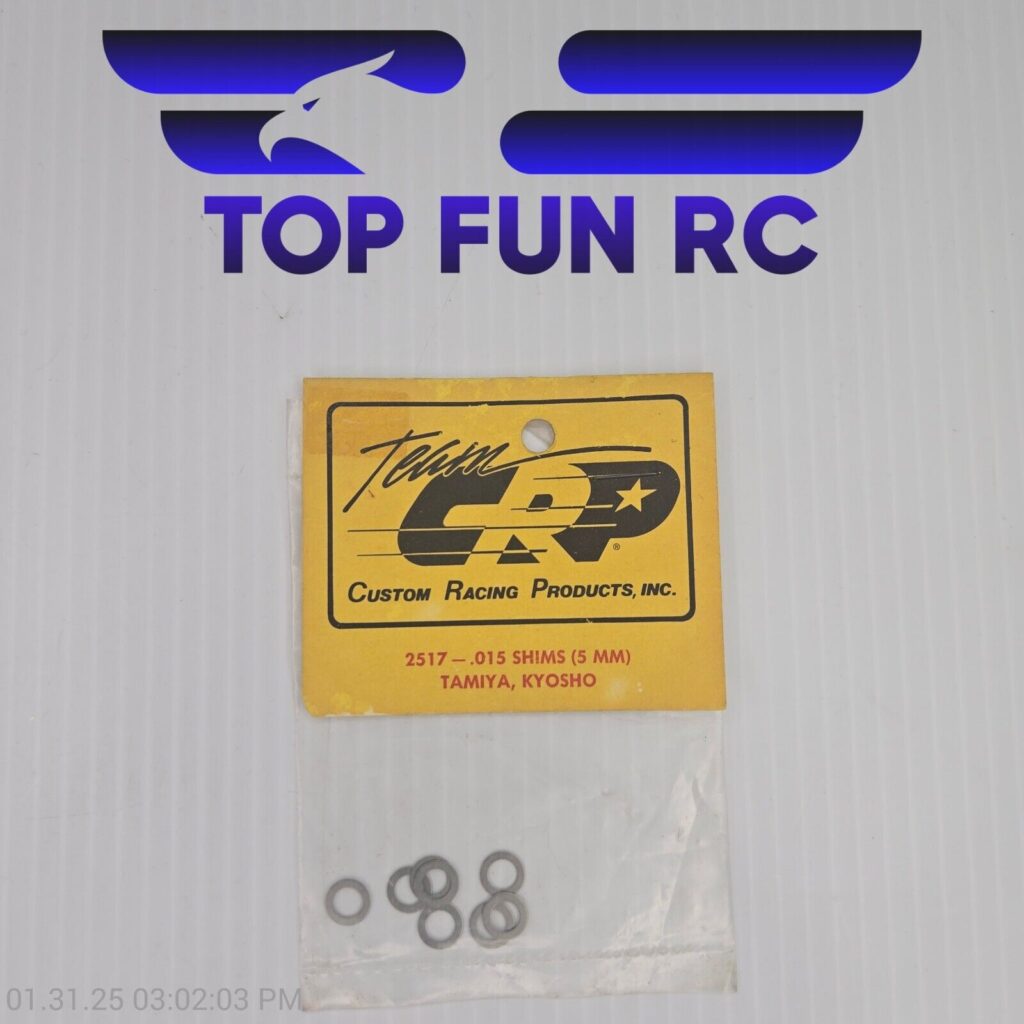 TOP FUN RC
Team
CRP
®
CUSTOM RACING PRODUCTS, INC.
2517 — .015 SHIMS (5 MM)
TAMIYA, KYOSHO
01.31.25 03:02:03 PM